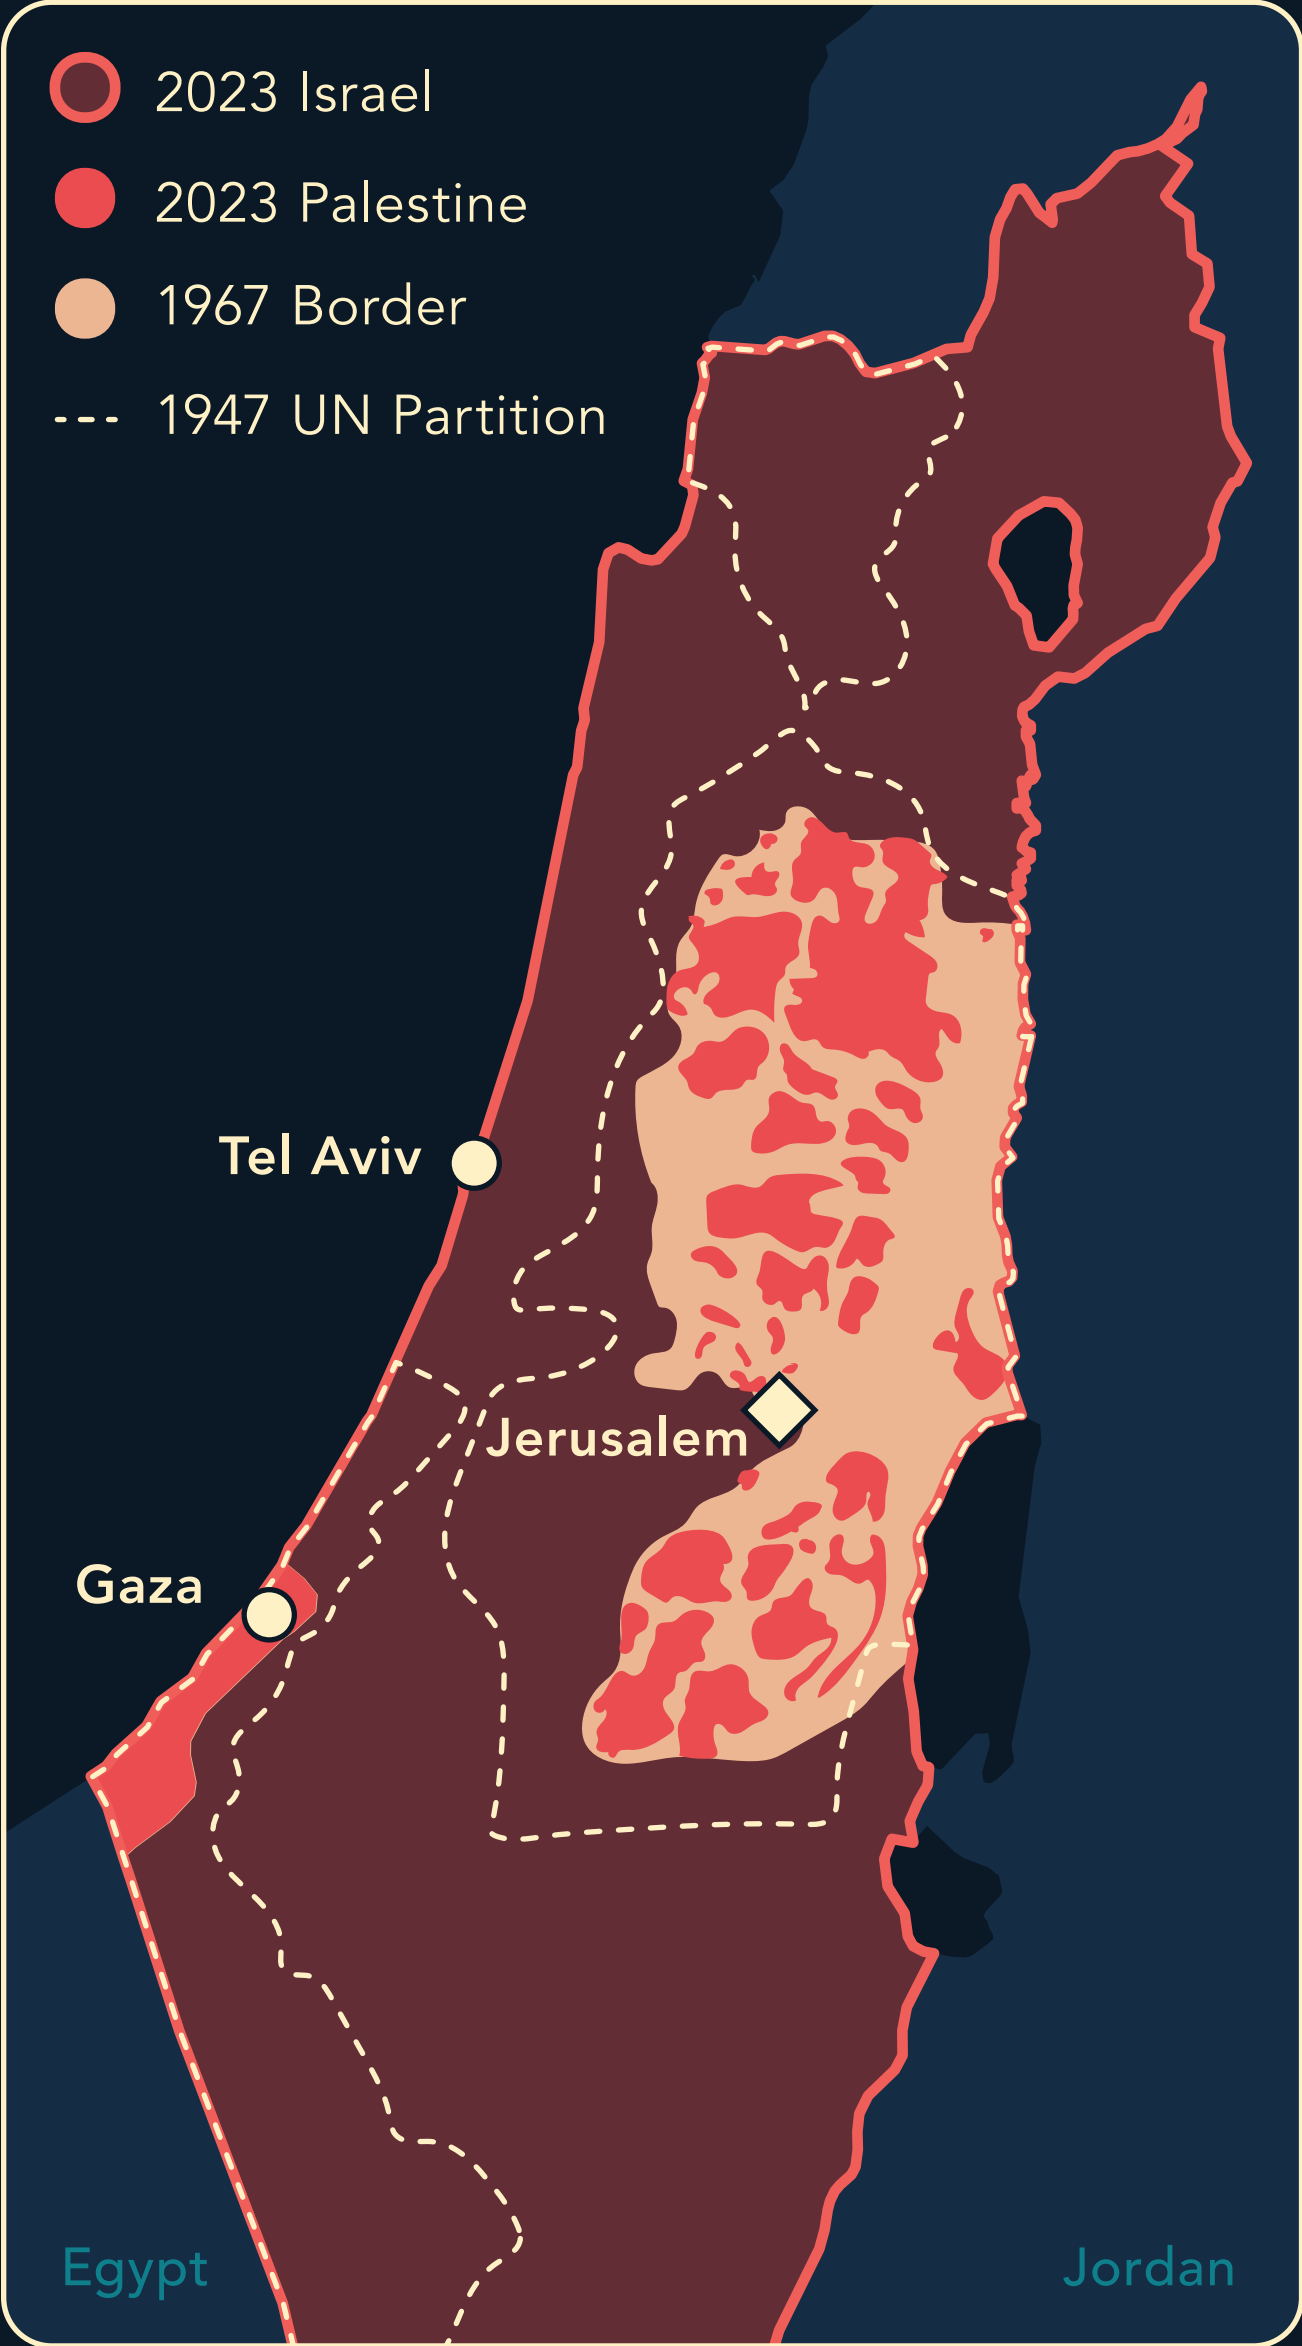 2023 Israel
2023 Palestine
1967 Border
1947 UN Partition
Tel Aviv
Jerusalem
Gaza
Egypt
Jordan